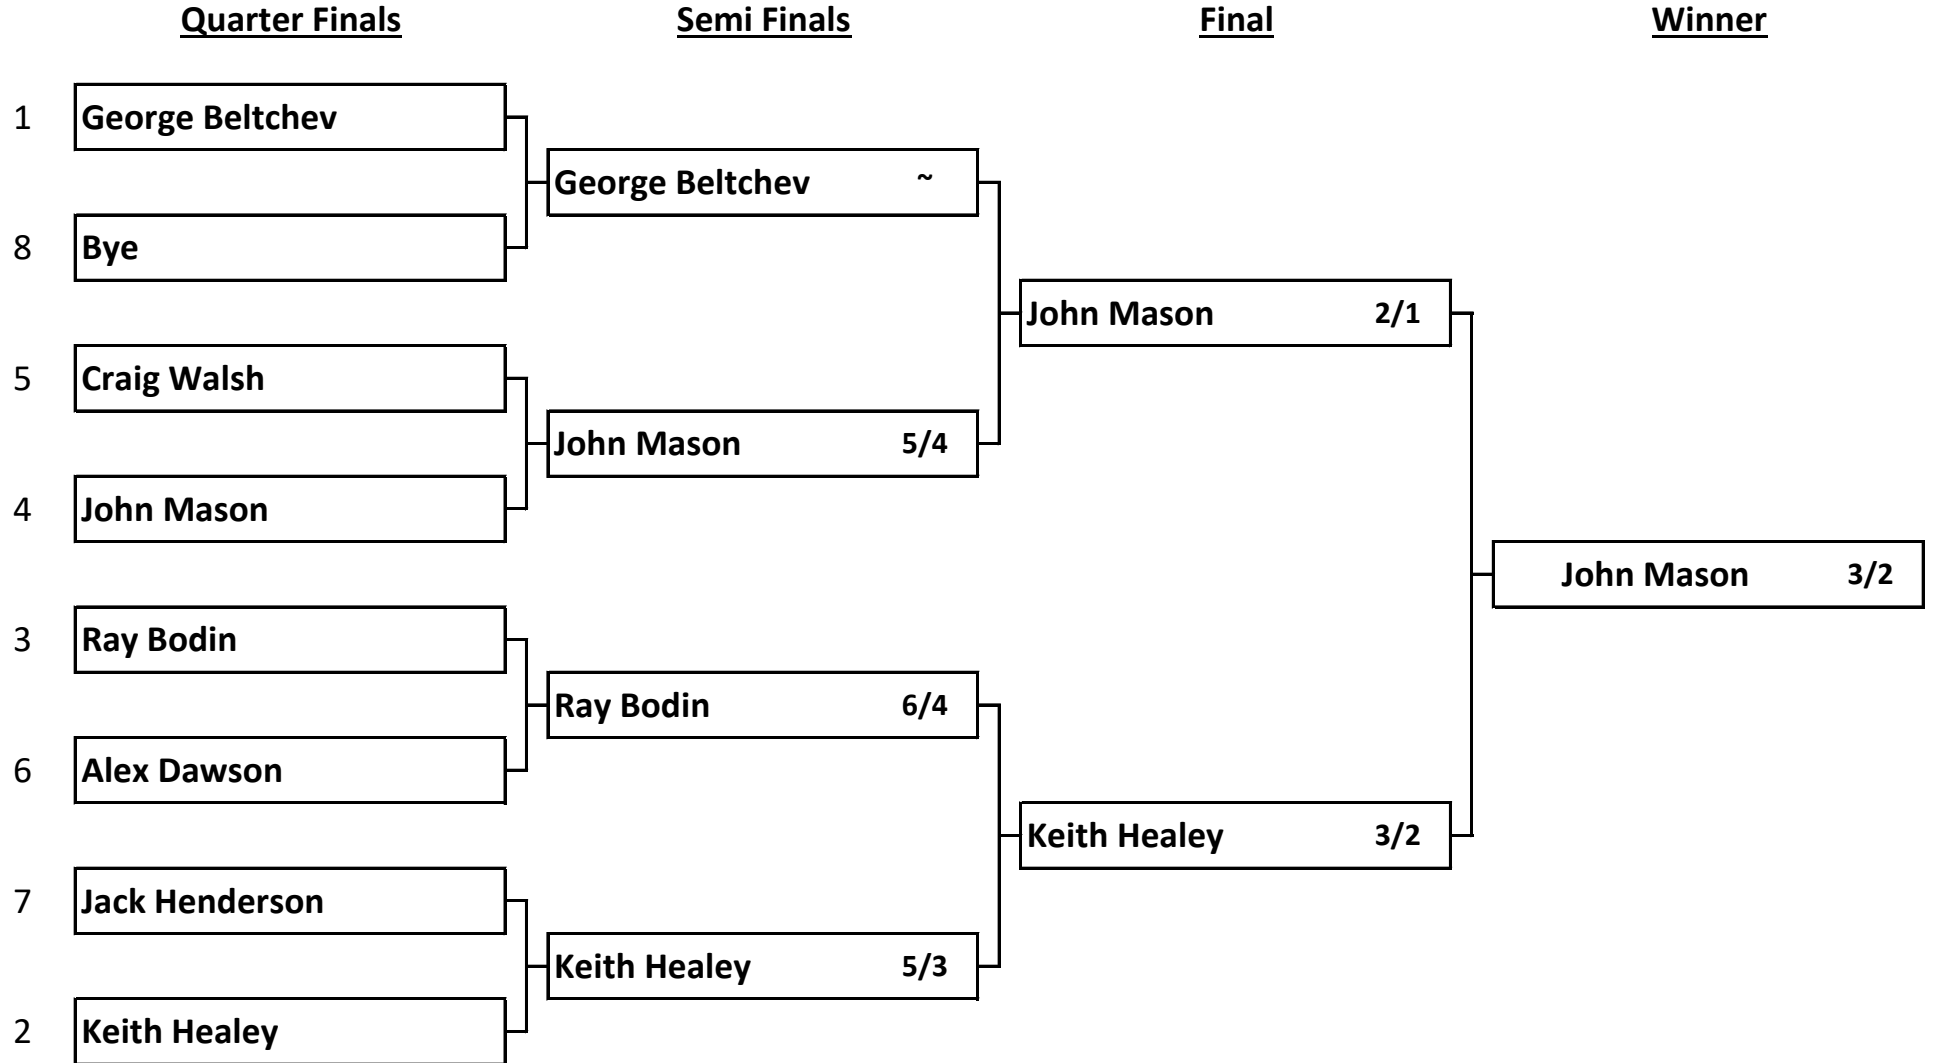 Quarter Finals Semi Finals Final Winner
1 George Beltchev
George Beltchev ~
8 Bye
John Mason 2/1
5 Craig Walsh
John Mason 5/4
4 John Mason
John Mason 3/2
3 Ray Bodin
Ray Bodin 6/4
6 Alex Dawson
Keith Healey 3/2
7 Jack Henderson
Keith Healey 5/3
2 Keith Healey